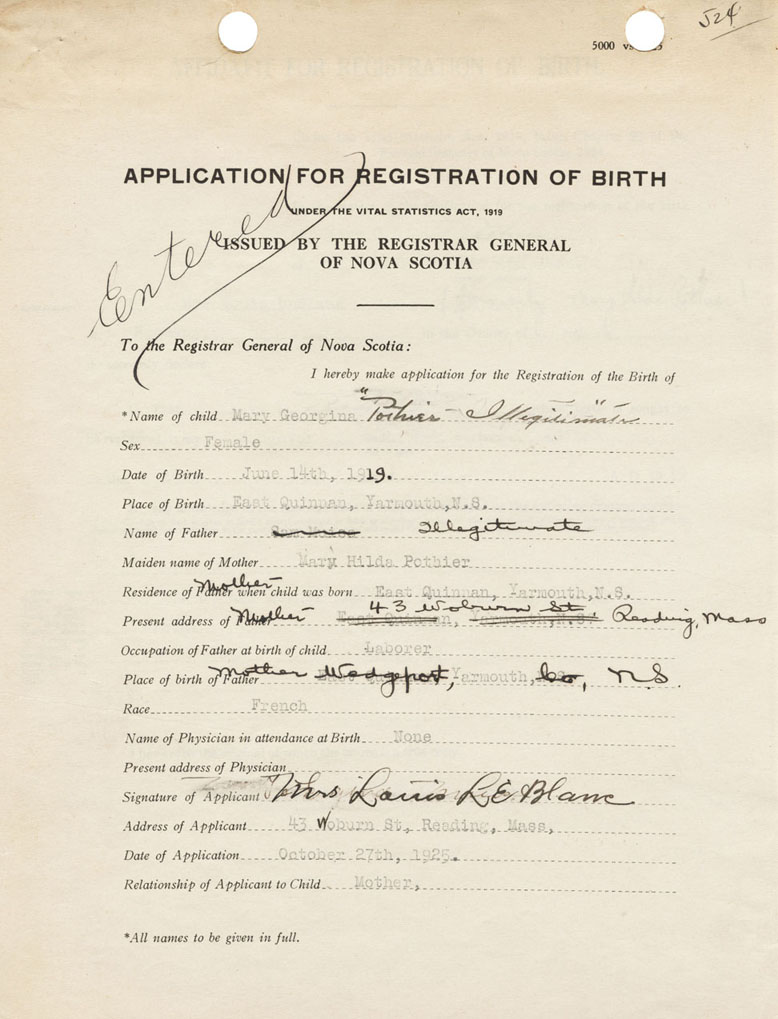 524
5000 vs
APPLICATION FOR REGISTRATION OF BIRTH
UNDER THE VITAL STATISTICS ACT, 1919
Entered
ISSUED BY THE REGISTRAR GENERAL
OF NOVA SCOTIA
To the Registrar General of Nova Scotia:
I hereby make application for the Registration of the Birth of
*Name of child Mary Georgina "Pothier - Illegitimate"
Sex Female
Date of Birth June 14th, 1919.
Place of Birth East Quinnan, Yarmouth, N.S.
Name of Father Illegitimate
Maiden name of Mother Mary Hilda Pothier
Residence of Father Mother when child was born East Quinnan, Yarmouth, N.S.
Present address of Father Mother East Quinnan, Yarmouth, N.S. 43 Woburn St, Reading, Mass
Occupation of Father at birth of child Laborer
Place of birth of Father Mother Wedgeport, Yarmouth, Co, N.S.
Race French
Name of Physician in attendance at Birth None
Present address of Physician
Signature of Applicant Mrs Louis LeBlanc
Address of Applicant 43 Woburn St, Reading, Mass,
Date of Application October 27th, 1925.
Relationship of Applicant to Child Mother,
*All names to be given in full.